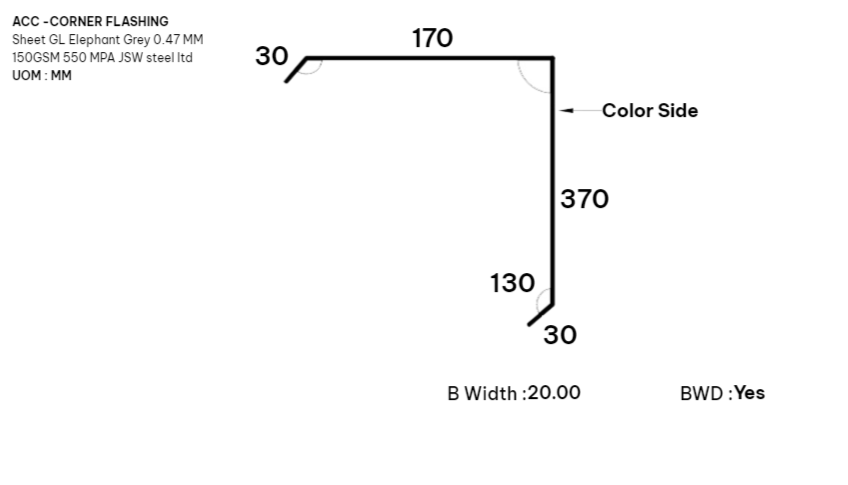 ACC -CORNER FLASHING
Sheet GL Elephant Grey 0.47 MM
150GSM 550 MPA JSW steel ltd
UOM : MM
170
30
Color Side
370
130
30
B Width :20.00
BWD :Yes